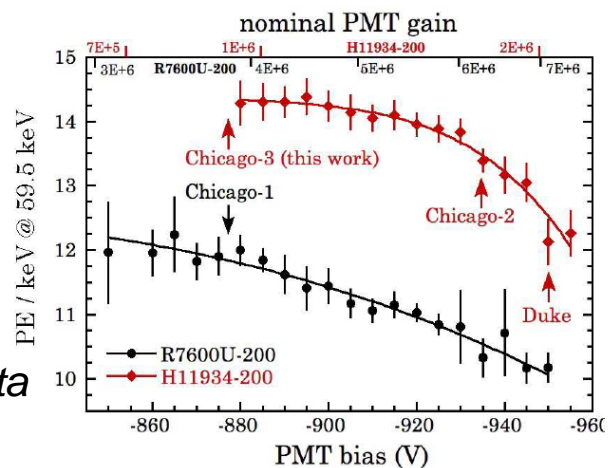 nominal PMT gain
7E+5 1E+6 H11934-200 2E+6
3E+6 R7600U-200 4E+6 5E+6 6E+6 7E+6
15
14
13
12
11
10
PE / keV @ 59.5 keV
Chicago-3 (this work)
Chicago-1
Chicago-2
Duke
R7600U-200
H11934-200
ta
-860 -880 -900 -920 -940 -960
PMT bias (V)